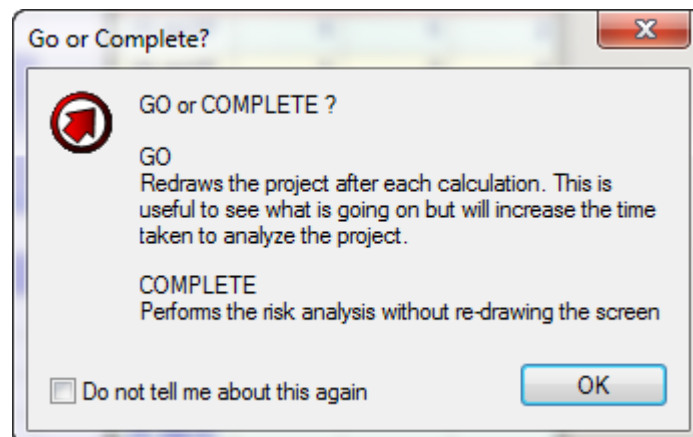 Go or Complete?
GO or COMPLETE ?
GO
Redraws the project after each calculation. This is
useful to see what is going on but will increase the time
taken to analyze the project.
COMPLETE
Performs the risk analysis without re-drawing the screen
Do not tell me about this again
OK